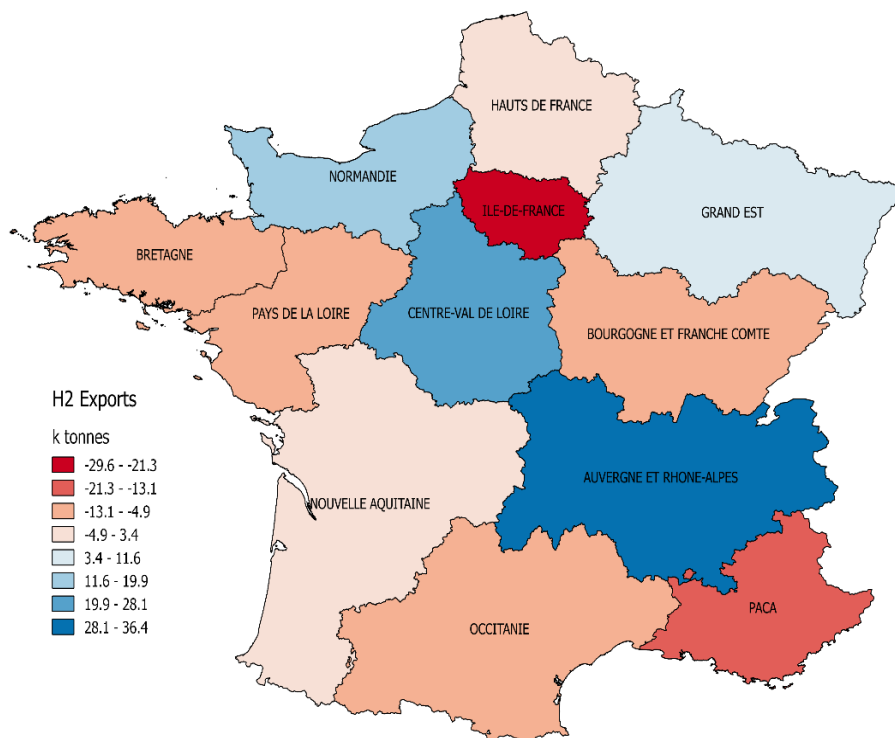 HAUTS DE FRANCE
NORMANDIE
ILE-DE-FRANCE
GRAND EST
BRETAGNE
PAYS DE LA LOIRE
CENTRE-VAL DE LOIRE
BOURGOGNE ET FRANCHE COMTE
H2 Exports
k tonnes
-29.6 - -21.3
-21.3 - -13.1
-13.1 - -4.9
-4.9 - 3.4
3.4 - 11.6
11.6 - 19.9
19.9 - 28.1
28.1 - 36.4
AUVERGNE ET RHONE-ALPES
NOUVELLE AQUITAINE
PACA
OCCITANIE